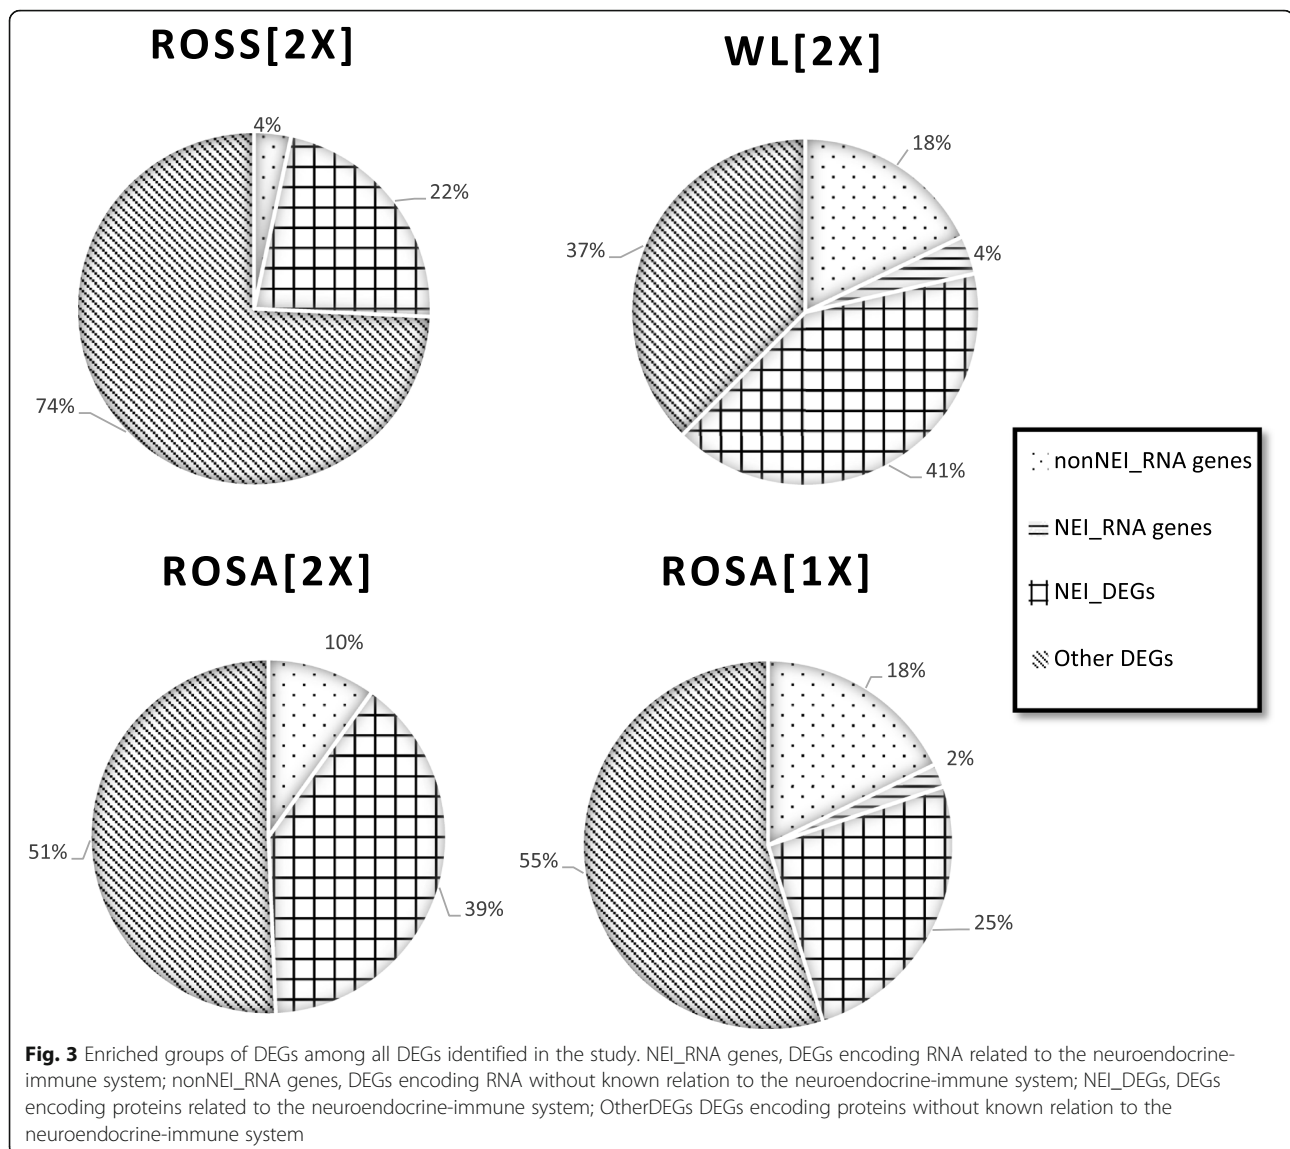 ROSS[2X]
4%
22%
74%
WL[2X]
18%
4%
37%
41%
ROSA[2X]
10%
51%
39%
ROSA[1X]
18%
2%
55%
25%
nonNEI_RNA genes
NEI_RNA genes
NEI_DEGs
Other DEGs
Fig. 3 Enriched groups of DEGs among all DEGs identified in the study. NEI_RNA genes, DEGs encoding RNA related to the neuroendocrine-
immune system; nonNEI_RNA genes, DEGs encoding RNA without known relation to the neuroendocrine-immune system; NEI_DEGs, DEGs
encoding proteins related to the neuroendocrine-immune system; OtherDEGs DEGs encoding proteins without known relation to the
neuroendocrine-immune system